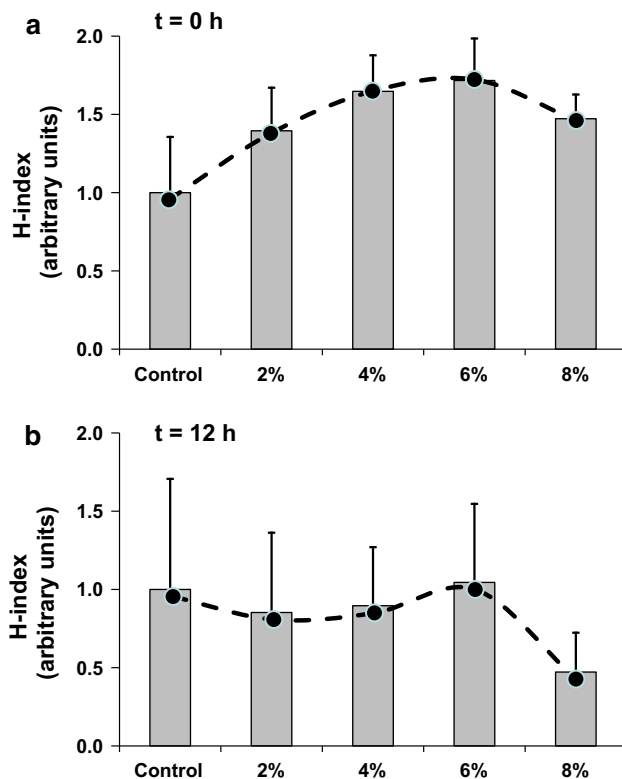 a
t = 0 h
H-index
(arbitrary units)
2.0
1.5
1.0
0.5
0.0
Control 2% 4% 6% 8%
b
t = 12 h
H-index
(arbitrary units)
2.0
1.5
1.0
0.5
0.0
Control 2% 4% 6% 8%